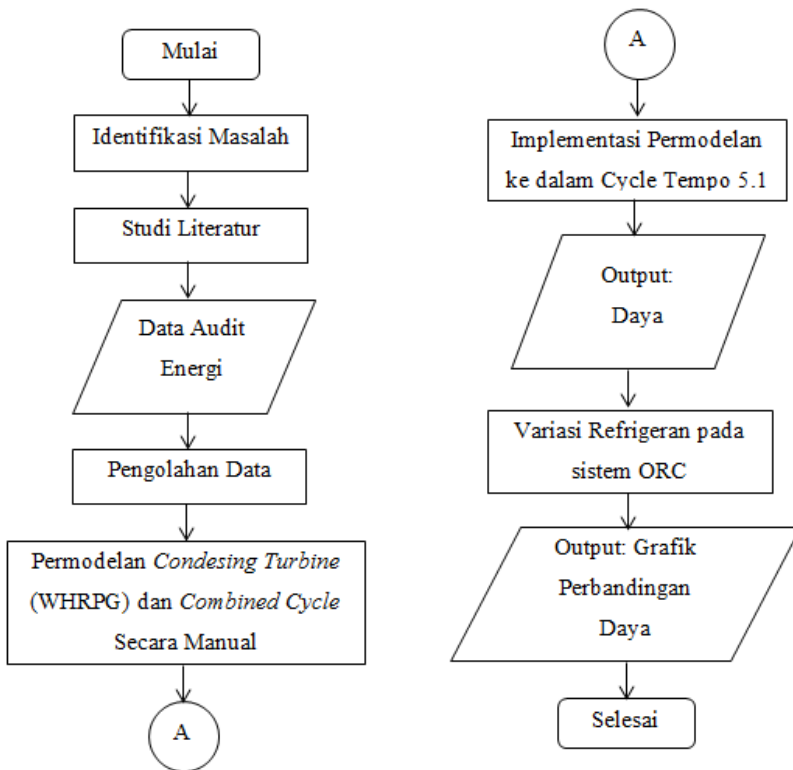 Mulai
Identifikasi Masalah
Studi Literatur
Data Audit
Energi
Pengolahan Data
Permodelan Condesing Turbine
(WHRPG) dan Combined Cycle
Secara Manual
A
A
Implementasi Permodelan
ke dalam Cycle Tempo 5.1
Output:
Daya
Variasi Refrigeran pada
sistem ORC
Output: Grafik
Perbandingan
Daya
Selesai